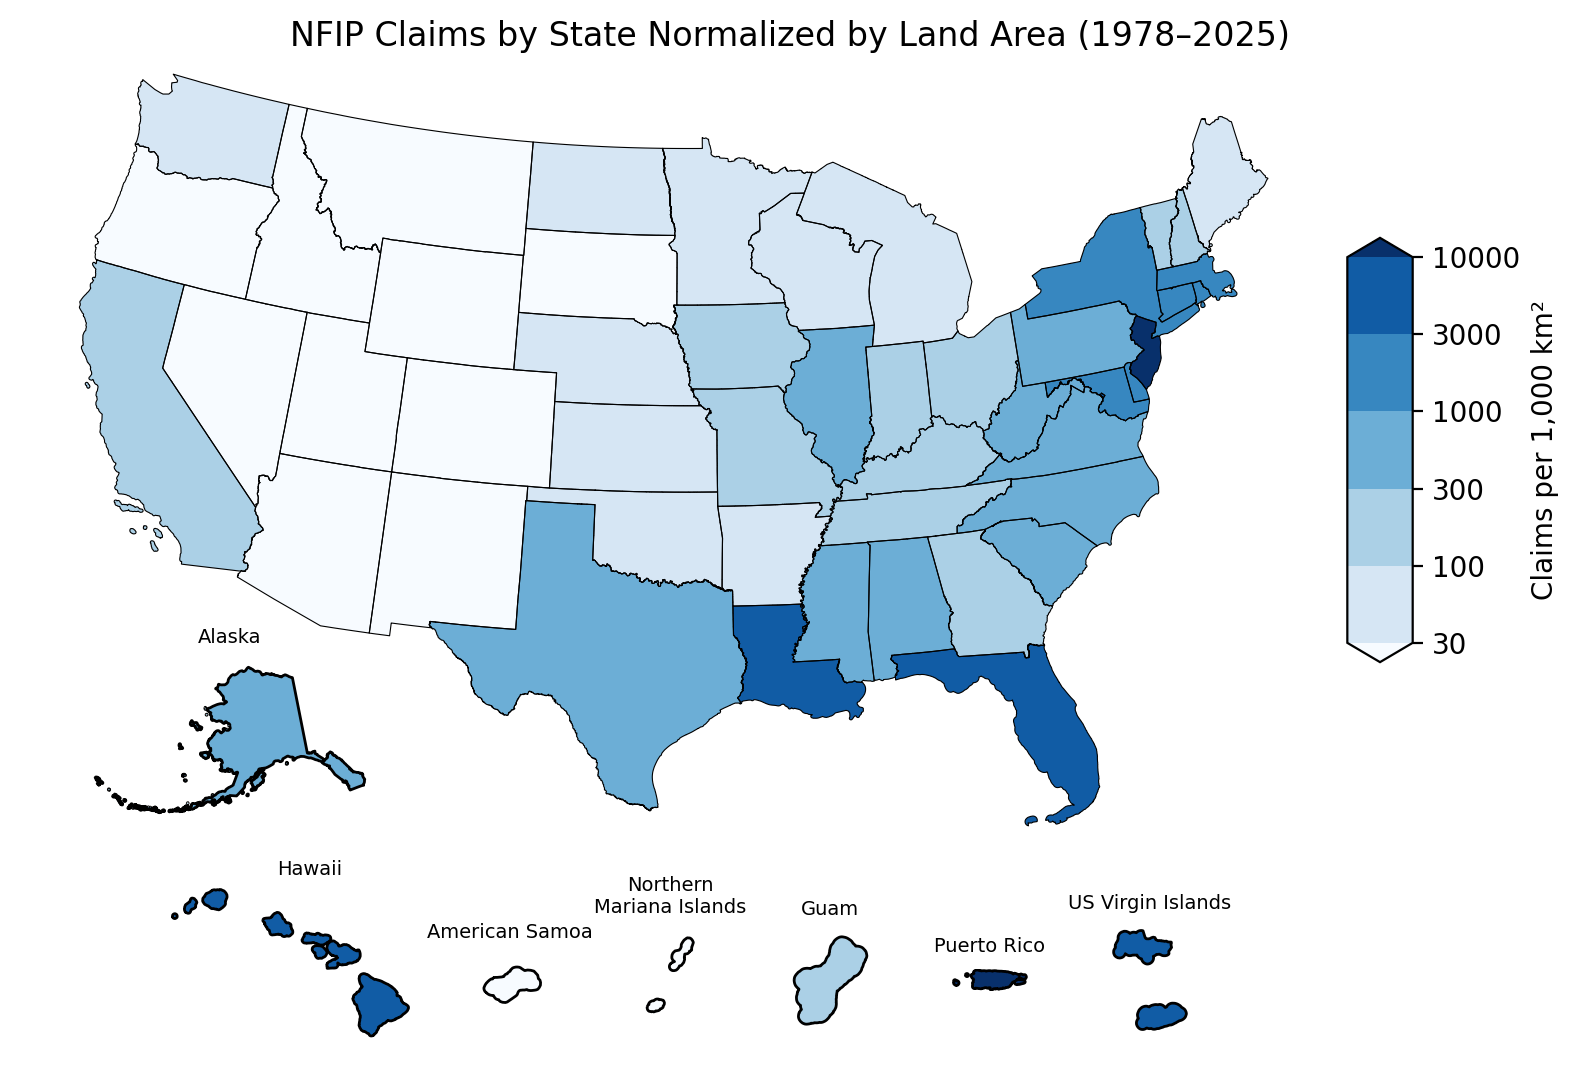 NFIP Claims by State Normalized by Land Area (1978–2025)
10000
3000
1000
300
100
30
Claims per 1,000 km²
Alaska
Hawaii
American Samoa
Northern
Mariana Islands
Guam
Puerto Rico
US Virgin Islands